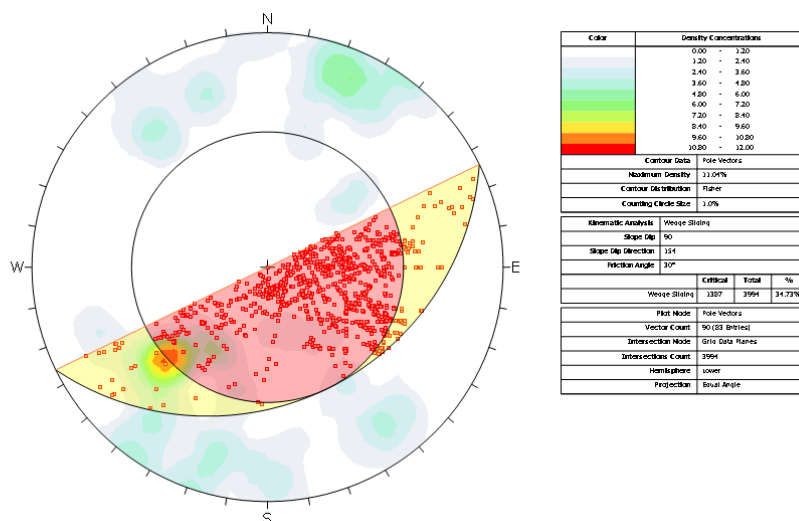 N
W
E
S
Color Density Concentrations
0.00 - 1.20
1.20 - 2.40
2.40 - 3.60
3.60 - 4.80
4.80 - 6.00
6.00 - 7.20
7.20 - 8.40
8.40 - 9.60
9.60 - 10.80
10.80 - 12.00
Contour Data Pole Vectors
Maximum Density 11.04%
Contour Distribution Fisher
Counting Circle Size 1.0%
Kinematic Analysis Wedge Sliding
Slope Dip 90
Slope Dip Direction 154
Friction Angle 30°
Critical Total %
Wedge Sliding 1387 3994 34.73%
Plot Mode Pole Vectors
Vector Count 90 (83 Entries)
Intersection Mode Grid Data Planes
Intersections Count 3994
Hemisphere Lower
Projection Equal Angle